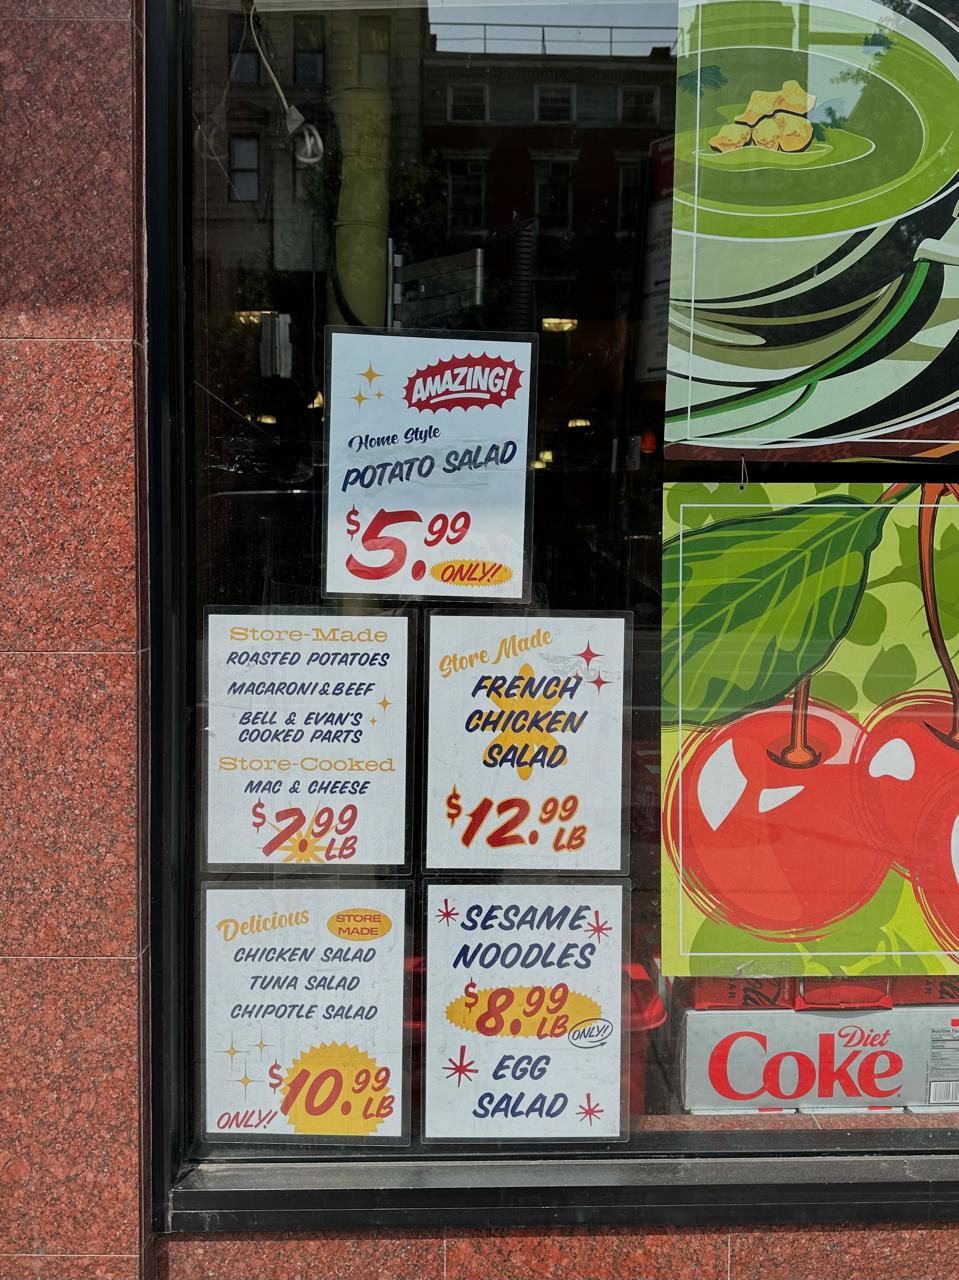 AMAZING!
Home Style
POTATO SALAD
$5.99
ONLY!
Store-Made
ROASTED POTATOES
MACARONI & BEEF
BELL & EVAN'S
COOKED PARTS
Store-Cooked
MAC & CHEESE
$7.99
LB
Store Made
FRENCH
CHICKEN
SALAD
$12.99
LB
Delicious
STORE
MADE
CHICKEN SALAD
TUNA SALAD
CHIPOTLE SALAD
$10.99
LB
ONLY!
SESAME
NOODLES
$8.99
LB
ONLY!
EGG
SALAD
Diet
Coke